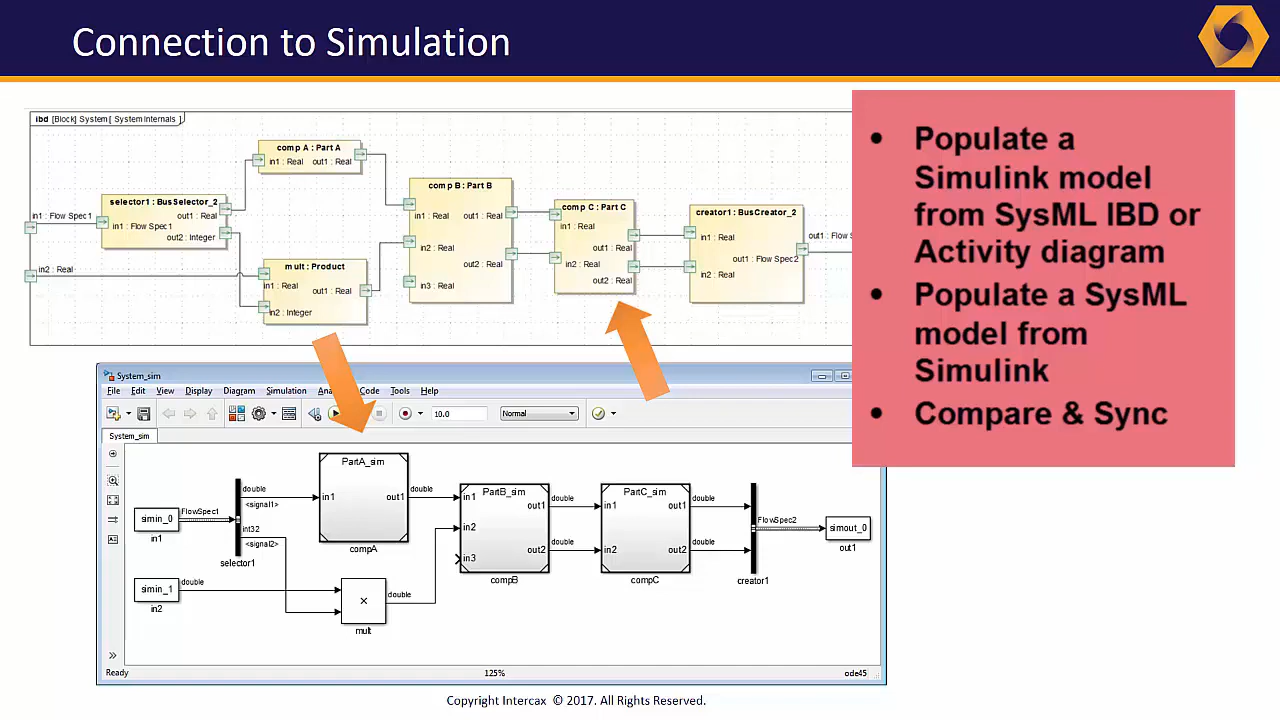 Connection to Simulation
ibd [Block] System [ System Internals ]
comp A : Part A
in1 : Real out1 : Real
selector1 : BusSelector_2
out1 : Real
in1 : Flow Spec1
out2 : Integer
in1 : Flow Spec1
in2 : Real
mult : Product
in1 : Real
out1 : Real
in2 : Integer
comp B : Part B
in1 : Real out1 : Real
in2 : Real
out2 : Real
in3 : Real
comp C : Part C
in1 : Real
out1 : Real
in2 : Real
out2 : Real
creator1 : BusCreator_2
in1 : Real
out1 : Flow Spec2
in2 : Real
out1 : Flow S
• Populate a
Simulink model
from SysML IBD or
Activity diagram
• Populate a SysML
model from
Simulink
• Compare & Sync
System_sim
File Edit View Display Diagram Simulation Ana Code Tools Help
10.0 Normal
System_sim
simin_0
in1
FlowSpec1
double
<signal1>
int32
<signal2>
selector1
simin_1
in2
double
PartA_sim
in1 out1
compA
double
×
mult
double
PartB_sim
in1 out1
in2
in3 out2
compB
double
double
PartC_sim
in1 out1
in2 out2
compC
double
double
creator1
FlowSpec2
simout_0
out1
Ready 125% ode45
Copyright Intercax © 2017. All Rights Reserved.